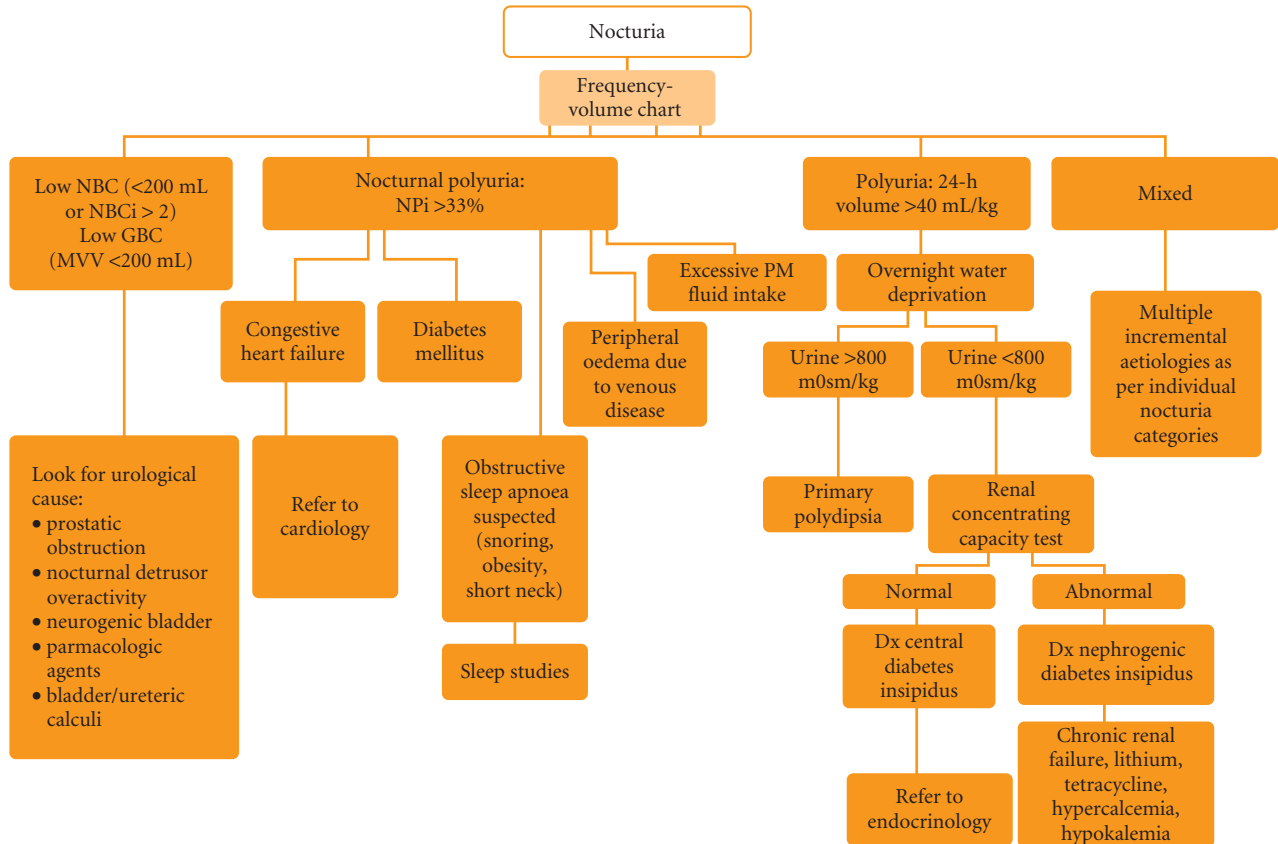 Nocturia
Frequency-
volume chart
Low NBC (<200 mL
or NBCi > 2)
Low GBC
(MVV <200 mL)
Nocturnal polyuria:
NPi >33%
Polyuria: 24-h
volume >40 mL/kg
Mixed
Look for urological
cause:
• prostatic
obstruction
• nocturnal detrusor
overactivity
• neurogenic bladder
• parmacologic
agents
• bladder/ureteric
calculi
Congestive
heart failure
Refer to
cardiology
Diabetes
mellitus
Obstructive
sleep apnoea
suspected
(snoring,
obesity,
short neck)
Sleep studies
Peripheral
oedema due
to venous
disease
Excessive PM
fluid intake
Overnight water
deprivation
Urine >800
m0sm/kg
Primary
polydipsia
Urine <800
m0sm/kg
Renal
concentrating
capacity test
Normal
Dx central
diabetes
insipidus
Refer to
endocrinology
Abnormal
Dx nephrogenic
diabetes insipidus
Chronic renal
failure, lithium,
tetracycline,
hypercalcemia,
hypokalemia
Multiple
incremental
aetiologies as
per individual
nocturia
categories